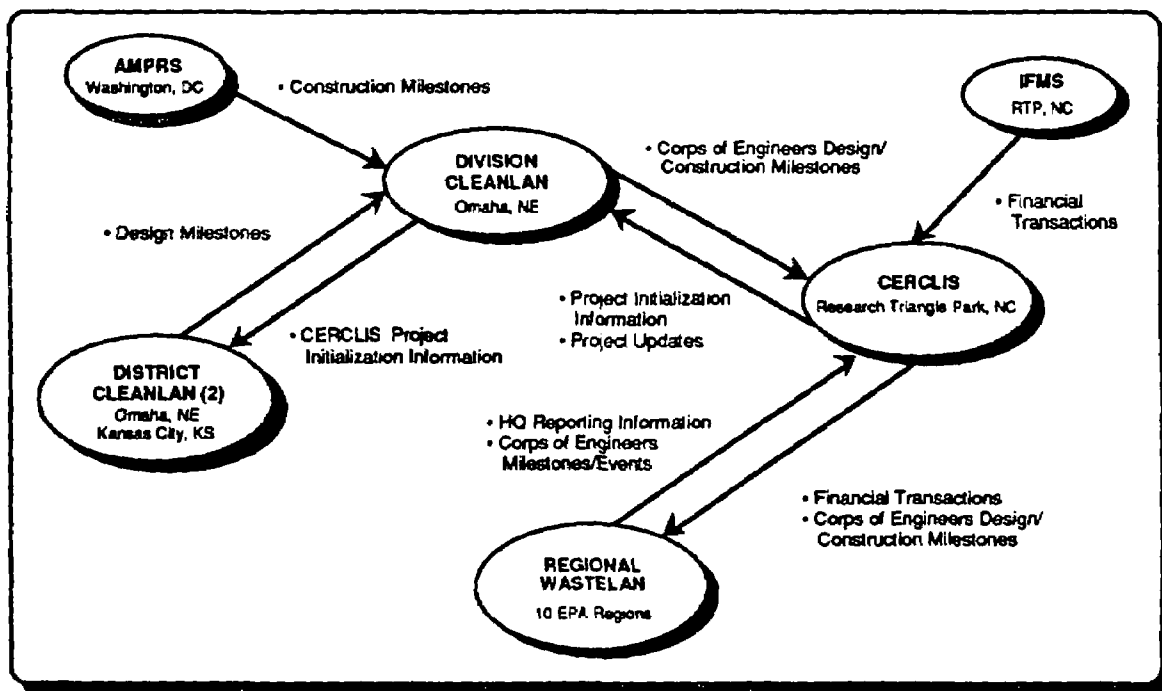 AMPRS
Washington, DC
• Construction Milestones
IFMS
RTP, NC
DIVISION
CLEANLAN
Omaha, NE
• Corps of Engineers Design/
Construction Milestones
• Financial
Transactions
• Design Milestones
CERCLIS
Research Triangle Park, NC
• Project Initialization
Information
• Project Updates
• CERCLIS Project
Initialization Information
DISTRICT
CLEANLAN (2)
Omaha, NE
Kansas City, KS
• HQ Reporting Information
• Corps of Engineers
Milestones/Events
• Financial Transactions
• Corps of Engineers Design/
Construction Milestones
REGIONAL
WASTELAN
10 EPA Regions